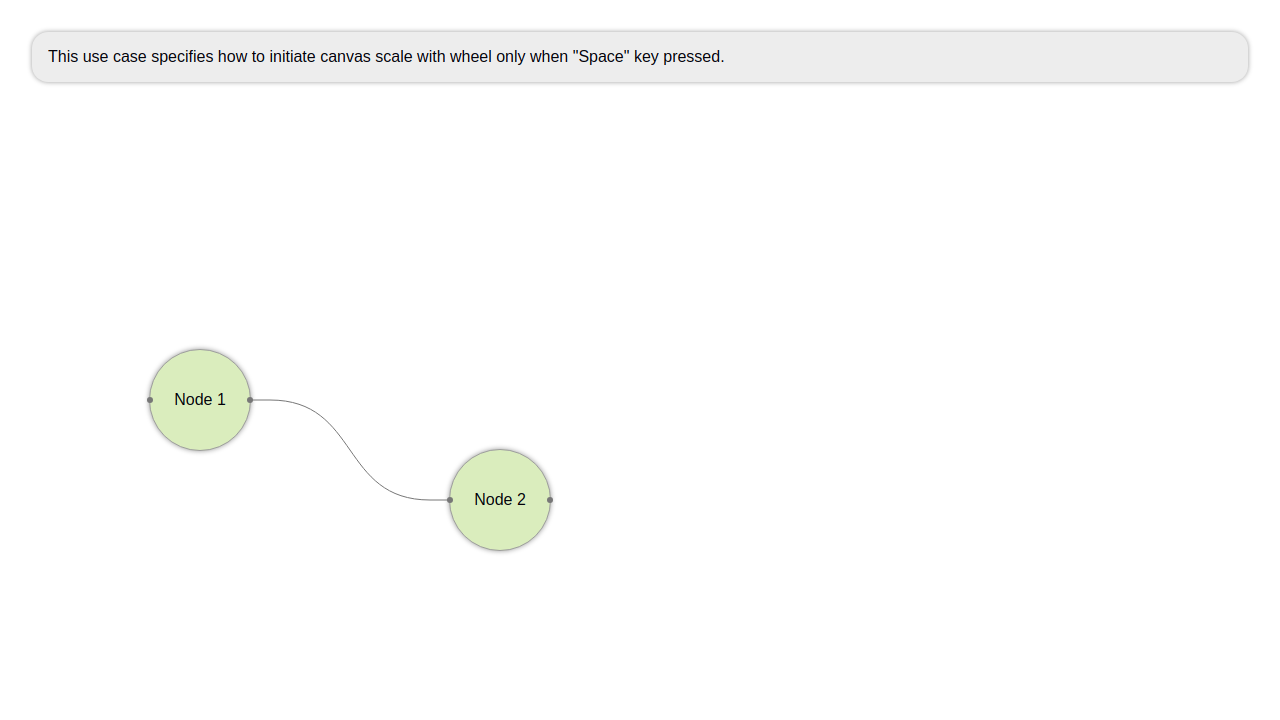 This use case specifies how to initiate canvas scale with wheel only when "Space" key pressed.
Node 1
Node 2